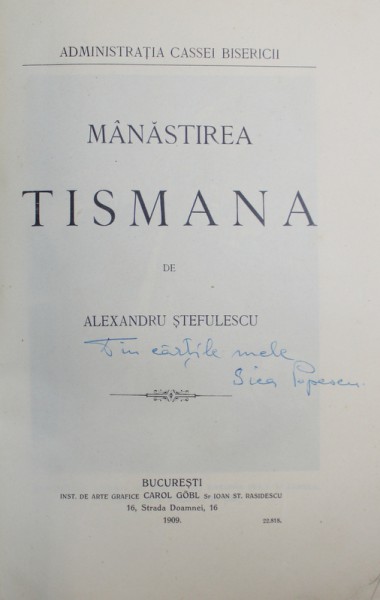 ADMINISTRAȚIA CASSEI BISERICII
MÂNĂSTIREA
TISMANA
DE
ALEXANDRU ȘTEFULESCU
Din cărțile mele
Sica Popescu
BUCUREȘTI
INST. DE ARTE GRAFICE CAROL GÖBL Sr IOAN ST. RASIDESCU
16, Strada Doamnei, 16
1909.